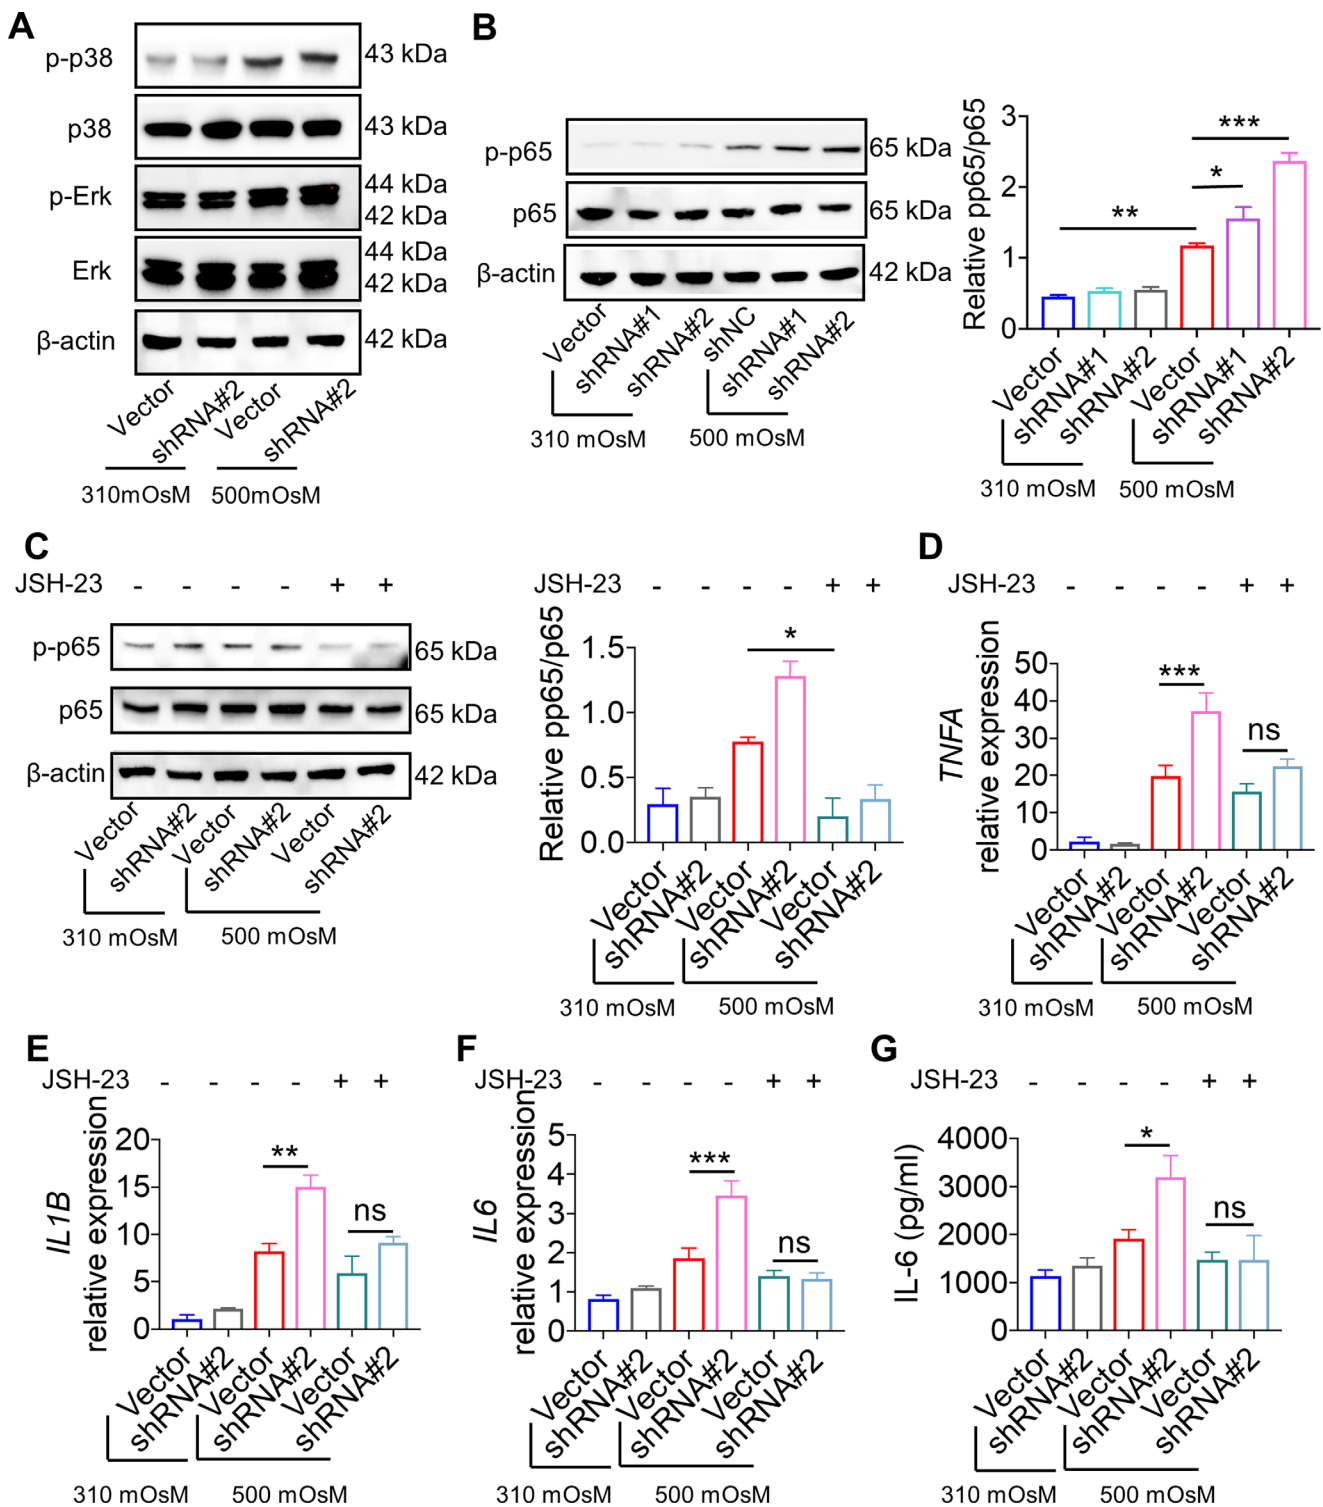 A
p-p38 43 kDa
p38 43 kDa
p-Erk 44 kDa
42 kDa
Erk 44 kDa
42 kDa
β-actin 42 kDa
Vector shRNA#2 Vector shRNA#2
310mOsM 500mOsM
B
p-p65 65 kDa
p65 65 kDa
β-actin 42 kDa
Vector shRNA#1 shRNA#2 shNC shRNA#1 shRNA#2
310 mOsM 500 mOsM
Relative pp65/p65
3
2
1
0
** * ***
Vector shRNA#1 shRNA#2 Vector shRNA#1 shRNA#2
310 mOsM 500 mOsM
C
JSH-23 - - - - + +
p-p65 65 kDa
p65 65 kDa
β-actin 42 kDa
Vector shRNA#2 Vector shRNA#2 Vector shRNA#2
310 mOsM 500 mOsM
JSH-23 - - - - + +
Relative pp65/p65
1.5
1.0
0.5
0.0
*
Vector shRNA#2 Vector shRNA#2 Vector shRNA#2
310 mOsM 500 mOsM
D
JSH-23 - - - - + +
TNFA
relative expression
50
40
30
20
10
0
*** ns
Vector shRNA#2 Vector shRNA#2 Vector shRNA#2
310 mOsM 500 mOsM
E
JSH-23 - - - - + +
IL1B
relative expression
20
15
10
5
0
** ns
Vector shRNA#2 Vector shRNA#2 Vector shRNA#2
310 mOsM 500 mOsM
F
JSH-23 - - - - + +
IL6
relative expression
5
4
3
2
1
0
*** ns
Vector shRNA#2 Vector shRNA#2 Vector shRNA#2
310 mOsM 500 mOsM
G
JSH-23 - - - - + +
IL-6 (pg/ml)
4000
3000
2000
1000
0
* ns
Vector shRNA#2 Vector shRNA#2 Vector shRNA#2
310 mOsM 500 mOsM